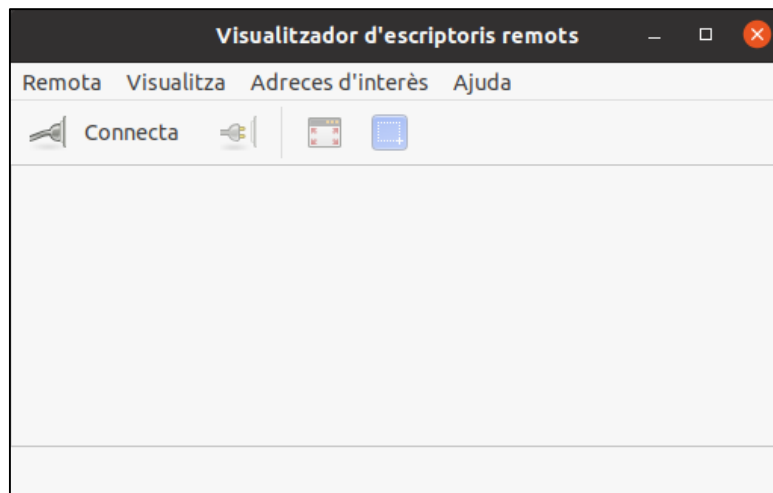 Visualitzador d'escriptoris remots
Remota Visualitza Adreces d'interès Ajuda
Connecta